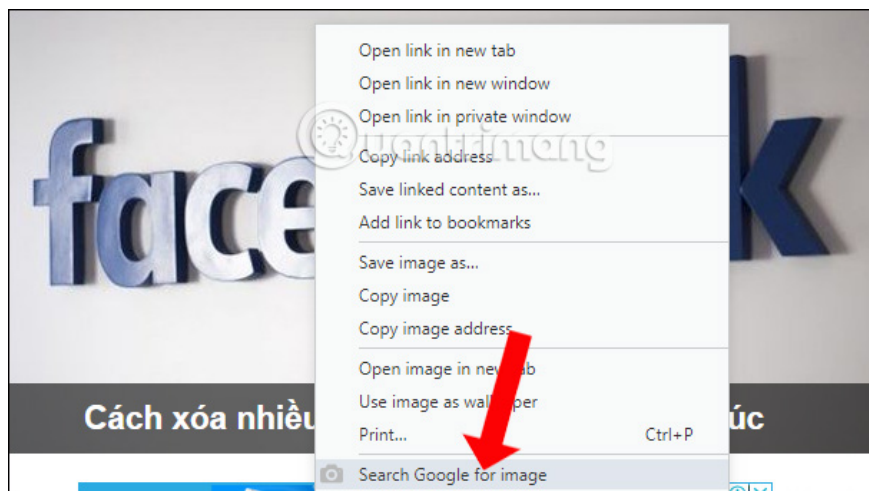 Open link in new tab
Open link in new window
Open link in private window
Copy link address
Save linked content as...
Add link to bookmarks
Save image as...
Copy image
Copy image address
Open image in new tab
Use image as wallpaper
Print... Ctrl+P
Search Google for image
Quantrimang
face k
Cách xóa nhiều úc